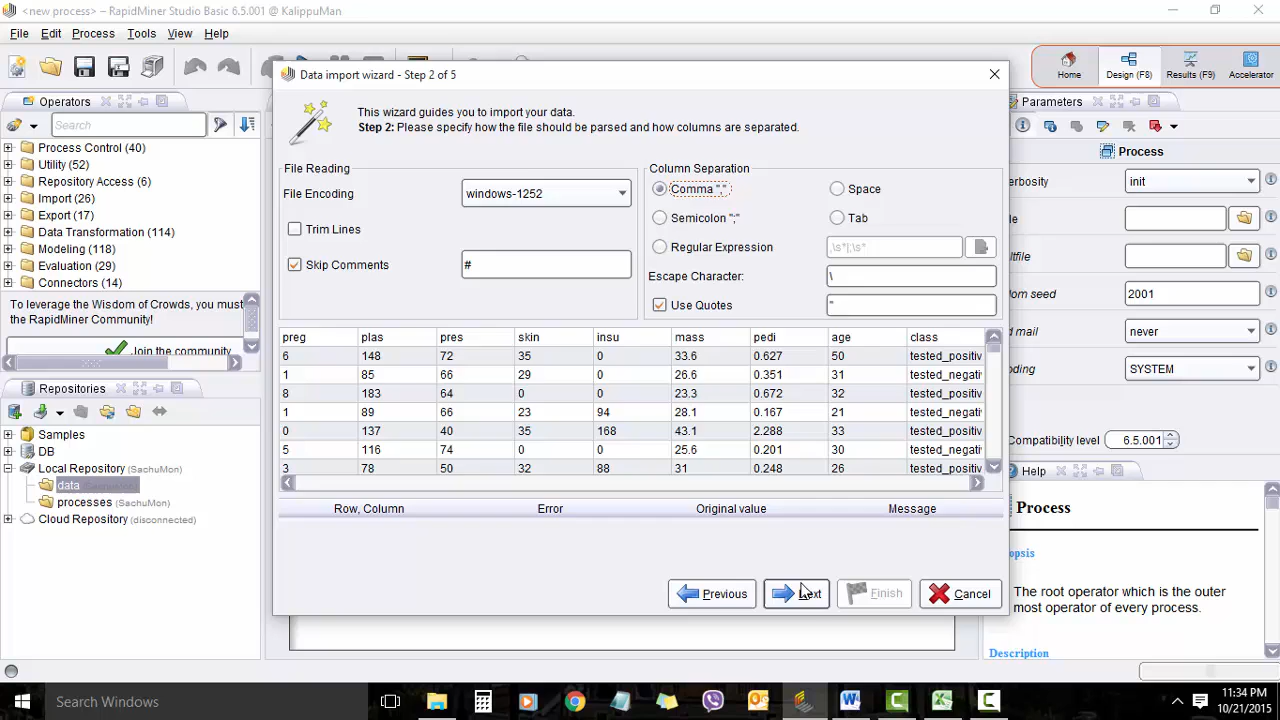 <new process> – RapidMiner Studio Basic 6.5.001 @ KalippuMan
File Edit Process Tools View Help
Home Design (F8) Results (F9) Accelerator
Operators
Search
Process Control (40)
Utility (52)
Repository Access (6)
Import (26)
Export (17)
Data Transformation (114)
Modeling (118)
Evaluation (29)
Connectors (14)
To leverage the Wisdom of Crowds, you must
the RapidMiner Community!
Join the community
Repositories
Samples
DB
Local Repository (SachuMon)
data
processes (SachuMon)
Cloud Repository (disconnected)
Data import wizard - Step 2 of 5
This wizard guides you to import your data.
Step 2: Please specify how the file should be parsed and how columns are separated.
File Reading
File Encoding windows-1252
Trim Lines
Skip Comments #
Column Separation
Comma "," Space
Semicolon ";" Tab
Regular Expression ,\s*|;\s*
Escape Character: \
Use Quotes "
preg plas pres skin insu mass pedi age class
6 148 72 35 0 33.6 0.627 50 tested_positiv
1 85 66 29 0 26.6 0.351 31 tested_negati
8 183 64 0 0 23.3 0.672 32 tested_positiv
1 89 66 23 94 28.1 0.167 21 tested_negati
0 137 40 35 168 43.1 2.288 33 tested_positiv
5 116 74 0 0 25.6 0.201 30 tested_negati
3 78 50 32 88 31 0.248 26 tested_positiv
Row, Column Error Original value Message
Previous Next Finish Cancel
Parameters
Process
erbosity init
le
ultfile
dom seed 2001
nd mail never
oding SYSTEM
Compatibility level 6.5.001
Help
Process
opsis
The root operator which is the outer
most operator of every process.
Description
Search Windows
11:34 PM
10/21/2015